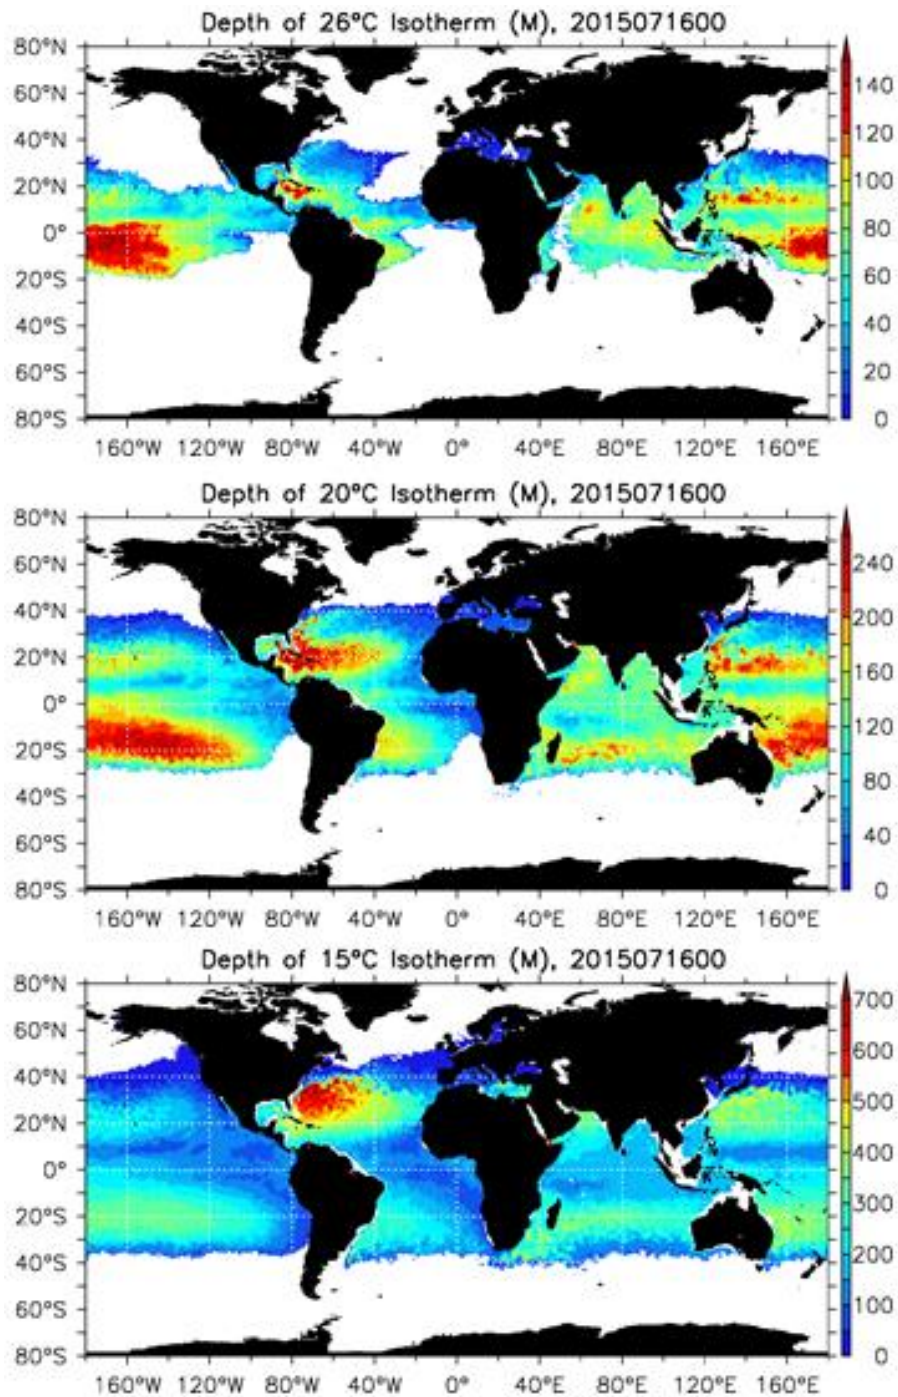 Depth of 26°C Isotherm (M), 2015071600
80°N
60°N
40°N
20°N
0°
20°S
40°S
60°S
80°S
160°W 120°W 80°W 40°W 0° 40°E 80°E 120°E 160°E
140
120
100
80
60
40
20
0
Depth of 20°C Isotherm (M), 2015071600
80°N
60°N
40°N
20°N
0°
20°S
40°S
60°S
80°S
160°W 120°W 80°W 40°W 0° 40°E 80°E 120°E 160°E
240
200
160
120
80
40
0
Depth of 15°C Isotherm (M), 2015071600
80°N
60°N
40°N
20°N
0°
20°S
40°S
60°S
80°S
160°W 120°W 80°W 40°W 0° 40°E 80°E 120°E 160°E
700
600
500
400
300
200
100
0